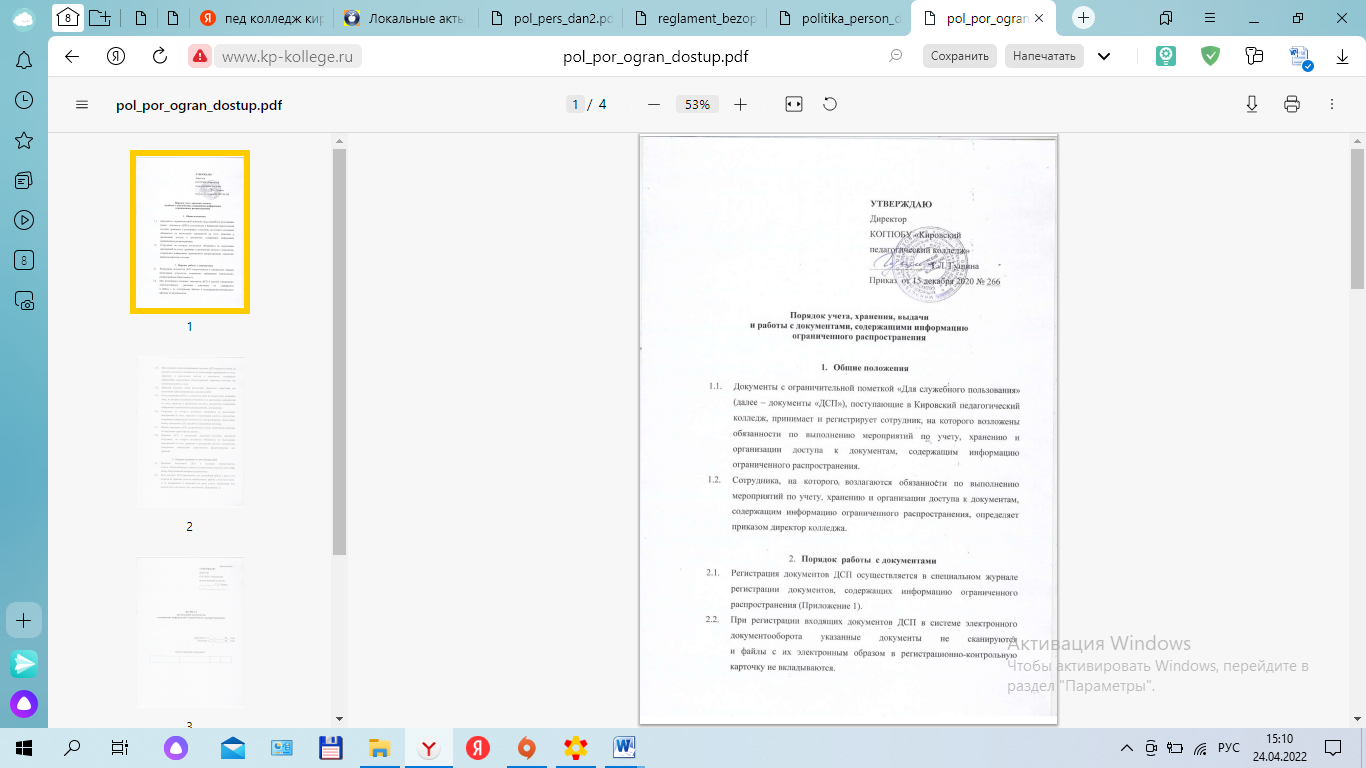 8
пед колледж кир
Локальные акты
pol_pers_dan2.pd
reglament_bezop
politika_person_d
pol_por_ogran
www.kp-kollege.ru
pol_por_ogran_dostup.pdf
Сохранить
Напечатать
pol_por_ogran_dostup.pdf
1 / 4
53%
1
2
3
УТВЕРЖДАЮ
Директор
КОГПОБУ «Кировский
педагогический колледж»
Приказ от 15 декабря 2020 № 266
Порядок учета, хранения, выдачи
и работы с документами, содержащими информацию
ограниченного распространения
1. Общие положения
1.1. Документы с ограничительной пометкой «Для служебного пользования»
(далее – документы «ДСП»), поступающие в Кировский педагогический
колледж, принимает и регистрирует сотрудник, на которого возложены
обязанности по выполнению мероприятий по учету, хранению и
организации доступа к документам, содержащим информацию
ограниченного распространения.
1.2. Сотрудника, на которого, возлагаются обязанности по выполнению
мероприятий по учету, хранению и организации доступа к документам,
содержащим информацию ограниченного распространения, определяет
приказом директор колледжа.
2. Порядок работы с документами
2.1. Регистрация документов ДСП осуществляется в специальном журнале
регистрации документов, содержащих информацию ограниченного
распространения (Приложение 1).
2.2. При регистрации входящих документов ДСП в системе электронного
документооборота указанные документы не сканируются
и файлы с их электронным образом в регистрационно-контрольную
карточку не вкладываются.
Активация Windows
Чтобы активировать Windows, перейдите в
раздел "Параметры".
8
РУС
15:10
24.04.2022